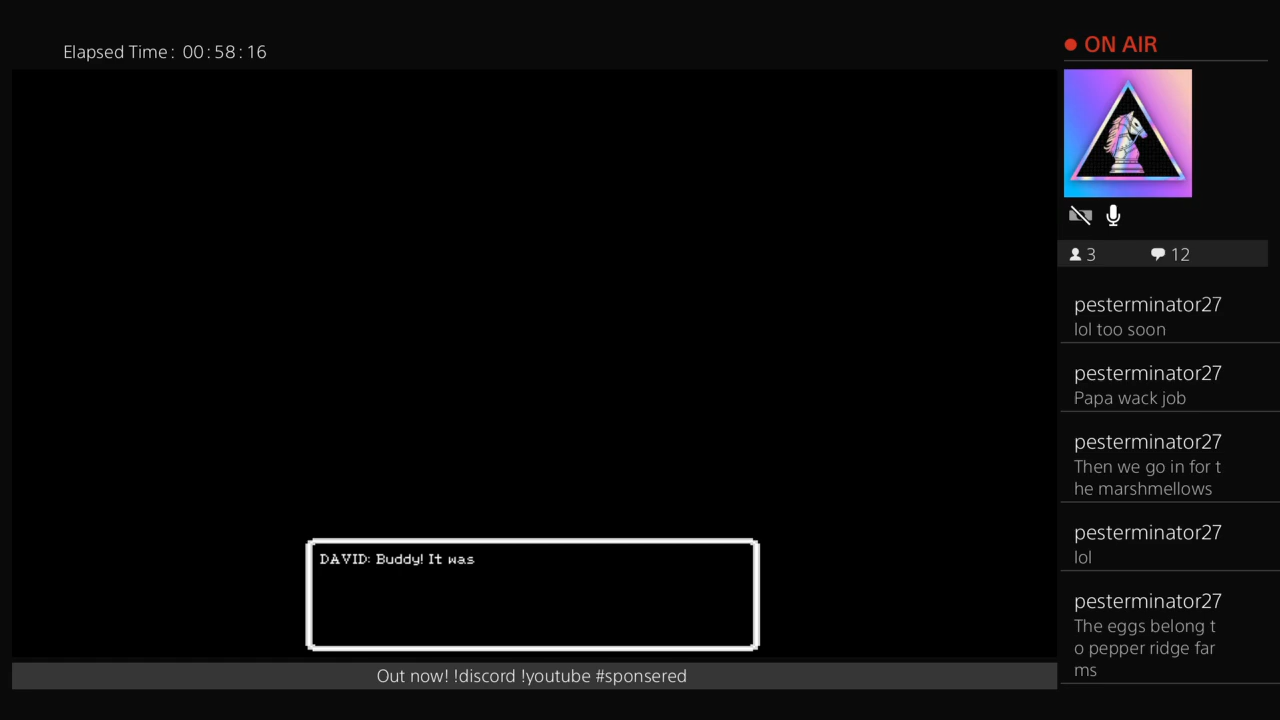 Elapsed Time: 00:58:16
ON AIR
3
12
pesterminator27
lol too soon
pesterminator27
Papa wack job
pesterminator27
Then we go in for t
he marshmellows
pesterminator27
lol
pesterminator27
The eggs belong t
o pepper ridge far
ms
DAVID: Buddy! It was
Out now! !discord !youtube #sponsered